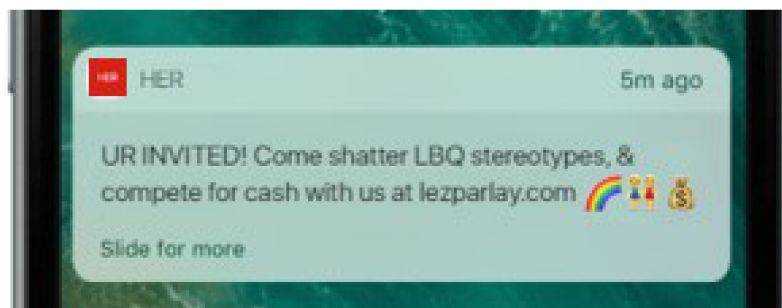 HER HER 5m ago
UR INVITED! Come shatter LBQ stereotypes, &
compete for cash with us at lezparlay.com 🌈👭💰
Slide for more